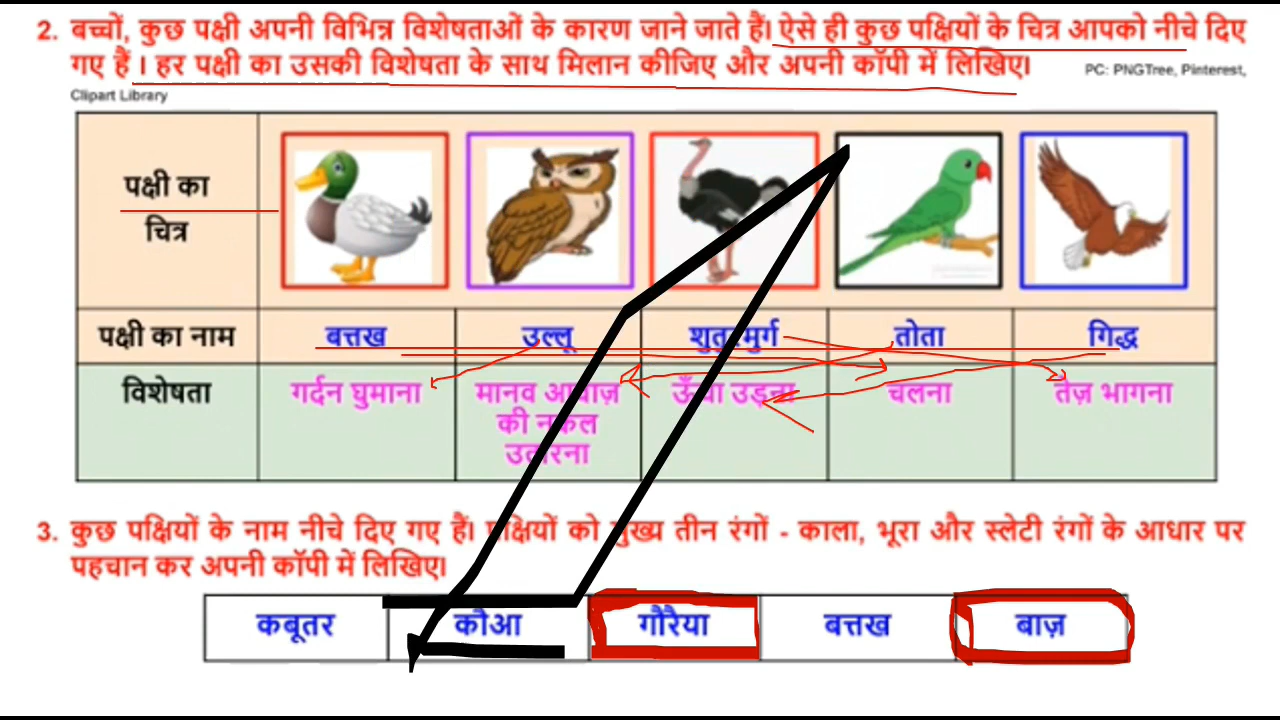 2. बच्चों, कुछ पक्षी अपनी विभिन्न विशेषताओं के कारण जाने जाते हैं। ऐसे ही कुछ पक्षियों के चित्र आपको नीचे दिए
गए हैं । हर पक्षी का उसकी विशेषता के साथ मिलान कीजिए और अपनी कॉपी में लिखिए।
PC: PNGTree, Pinterest,
Clipart Library
पक्षी का
चित्र
पक्षी का नाम बत्तख उल्लू शुतुरमुर्ग तोता गिद्ध
विशेषता गर्दन घुमाना मानव आवाज़ ऊँचा उड़ना चलना तेज़ भागना
की नकल
उतारना
3. कुछ पक्षियों के नाम नीचे दिए गए हैं। पक्षियों को मुख्य तीन रंगों - काला, भूरा और स्लेटी रंगों के आधार पर
पहचान कर अपनी कॉपी में लिखिए।
कबूतर कौआ गौरैया बत्तख बाज़